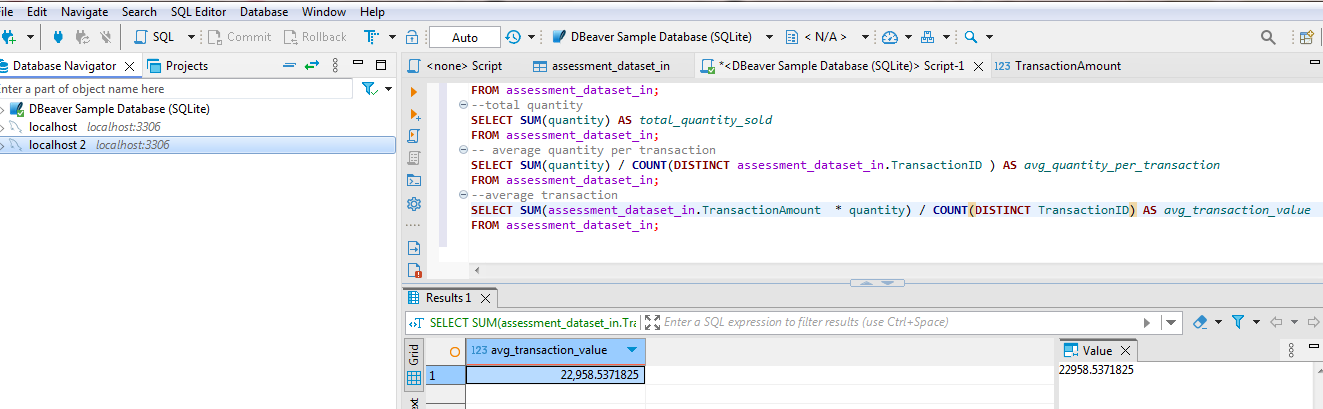 File Edit Navigate Search SQL Editor Database Window Help
SQL Commit Rollback Auto DBeaver Sample Database (SQLite) < N/A >
Database Navigator Projects
Enter a part of object name here
DBeaver Sample Database (SQLite)
localhost localhost:3306
localhost 2 localhost:3306
<none> Script assessment_dataset_in *<DBeaver Sample Database (SQLite)> Script-1 123 TransactionAmount
FROM assessment_dataset_in;
--total quantity
SELECT SUM(quantity) AS total_quantity_sold
FROM assessment_dataset_in;
-- average quantity per transaction
SELECT SUM(quantity) / COUNT(DISTINCT assessment_dataset_in.TransactionID ) AS avg_quantity_per_transaction
FROM assessment_dataset_in;
--average transaction
SELECT SUM(assessment_dataset_in.TransactionAmount  * quantity) / COUNT(DISTINCT TransactionID) AS avg_transaction_value
FROM assessment_dataset_in;
Results 1
SELECT SUM(assessment_dataset_in.Tra Enter a SQL expression to filter results (use Ctrl+Space)
Grid
123 avg_transaction_value
1 22,958.5371825
Value
22958.5371825